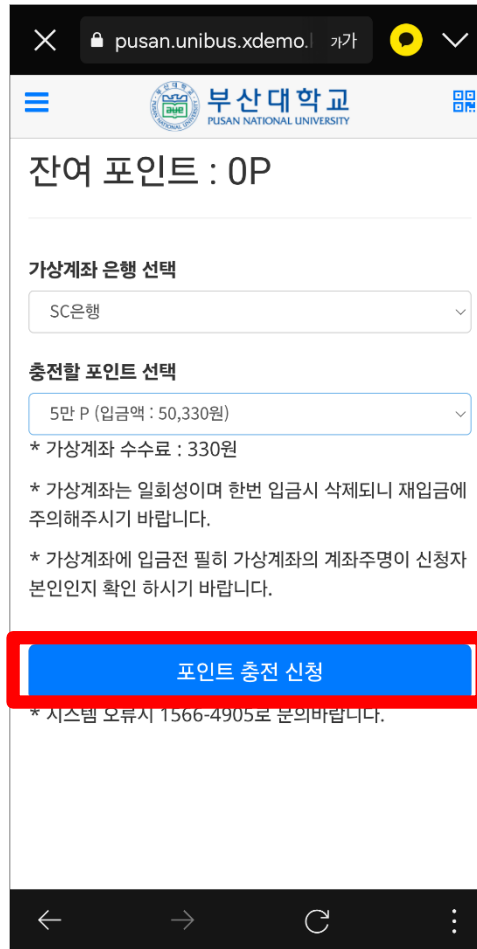 pusan.unibus.xdemo. 가가
부산대학교
PUSAN NATIONAL UNIVERSITY
잔여 포인트 : 0P
가상계좌 은행 선택
SC은행
충전할 포인트 선택
5만 P (입금액 : 50,330원)
* 가상계좌 수수료 : 330원
* 가상계좌는 일회성이며 한번 입금시 삭제되니 재입금에
주의해주시기 바랍니다.
* 가상계좌에 입금전 필히 가상계좌의 계좌주명이 신청자
본인인지 확인 하시기 바랍니다.
포인트 충전 신청
* 시스템 오류시 1566-4905로 문의바랍니다.